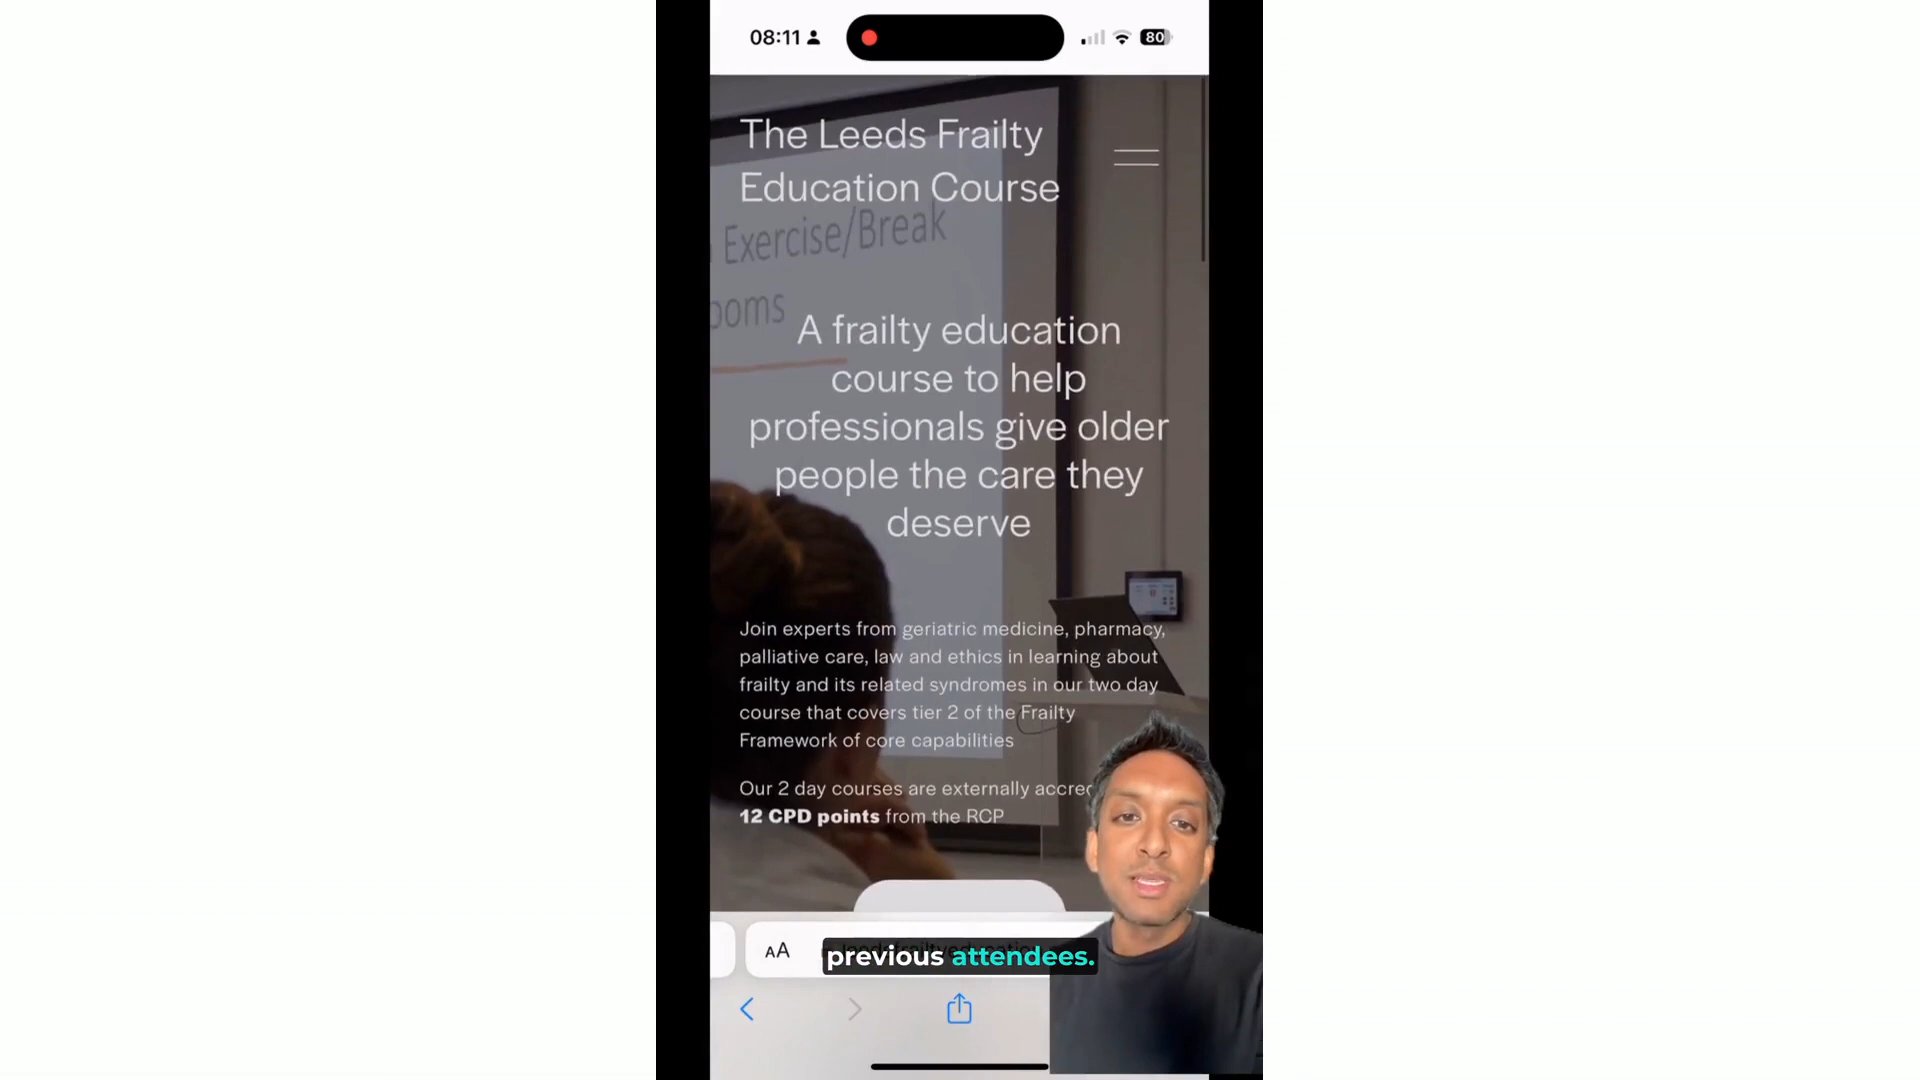 08:11
80
The Leeds Frailty
Education Course
Exercise/Break
ooms
A frailty education
course to help
professionals give older
people the care they
deserve
Join experts from geriatric medicine, pharmacy,
palliative care, law and ethics in learning about
frailty and its related syndromes in our two day
course that covers tier 2 of the Frailty
Framework of core capabilities
Our 2 day courses are externally accred
12 CPD points from the RCP
AA
previous attendees.